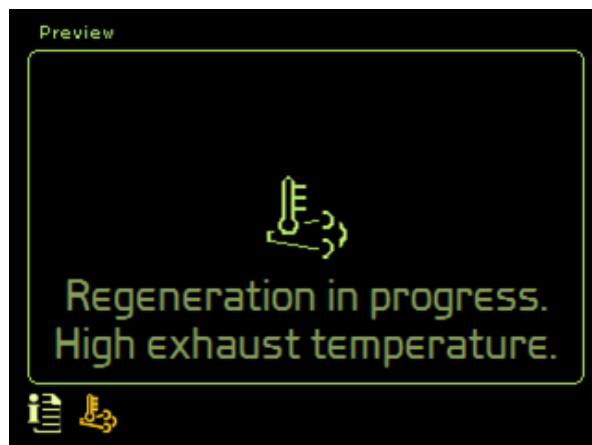 Preview
Regeneration in progress.
High exhaust temperature.